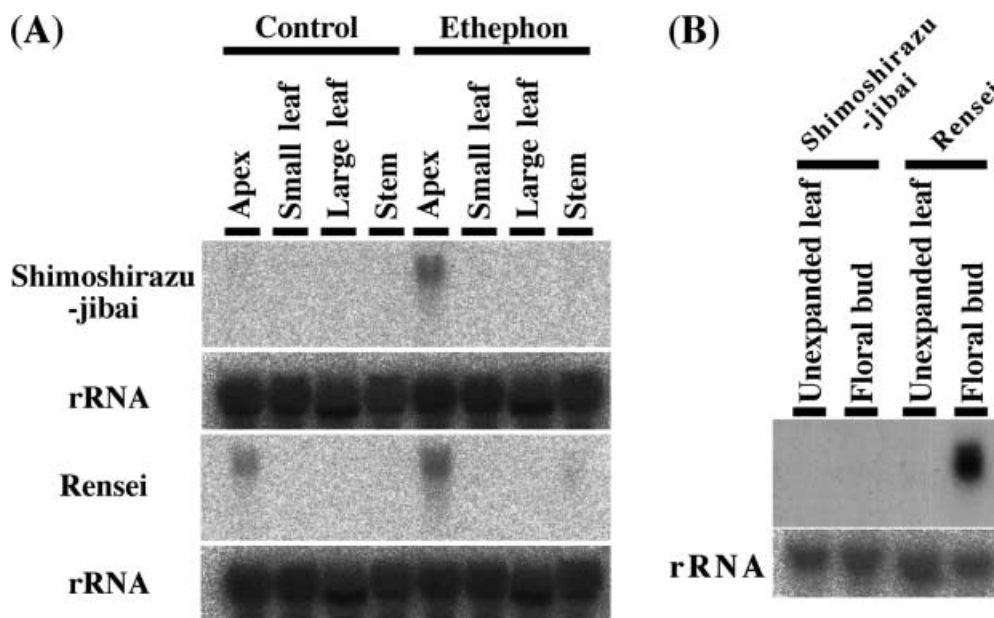 (A)
Control
Ethephon
Apex
Small leaf
Large leaf
Stem
Apex
Small leaf
Large leaf
Stem
Shimoshirazu
-jibai
rRNA
Rensei
rRNA
(B)
Shimoshirazu
-jibai
Rensei
Unexpanded leaf
Floral bud
Unexpanded leaf
Floral bud
rRNA